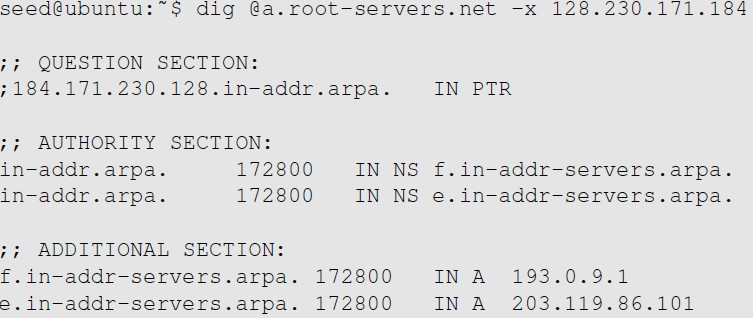 seed@ubuntu:~$ dig @a.root-servers.net -x 128.230.171.184
;; QUESTION SECTION:
;184.171.230.128.in-addr.arpa. IN PTR
;; AUTHORITY SECTION:
in-addr.arpa. 172800 IN NS f.in-addr-servers.arpa.
in-addr.arpa. 172800 IN NS e.in-addr-servers.arpa.
;; ADDITIONAL SECTION:
f.in-addr-servers.arpa. 172800 IN A 193.0.9.1
e.in-addr-servers.arpa. 172800 IN A 203.119.86.101